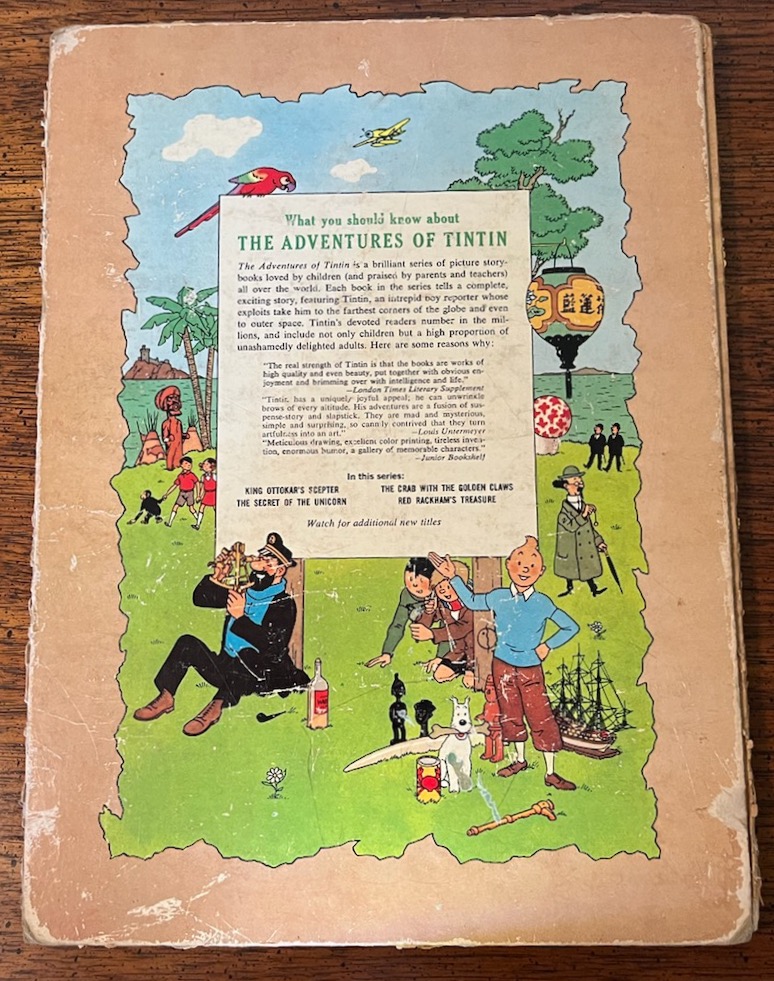 What you should know about
THE ADVENTURES OF TINTIN
The Adventures of Tintin is a brilliant series of picture story-
books loved by children (and praised by parents and teachers)
all over the world. Each book in the series tells a complete,
exciting story, featuring Tintin, an intrepid boy reporter whose
exploits take him to the farthest corners of the globe and even
to outer space. Tintin's devoted readers number in the mil-
lions, and include not only children but a high proportion of
unashamedly delighted adults. Here are some reasons why:
"The real strength of Tintin is that the books are works of
high quality and even beauty, put together with obvious en-
joyment and brimming over with intelligence and life."
—London Times Literary Supplement
"Tintin has a uniquely joyful appeal; he can unwrinkle
brows of every altitude. His adventures are a fusion of sus-
pense-story and slapstick. They are mad and mysterious,
simple and surprising, so cannily contrived that they turn
artfulness into an art." —Louis Untermeyer
"Meticulous drawing, excellent color printing, tireless inven-
tion, enormous humor, a gallery of memorable characters."
—Junior Bookshelf
In this series:
KING OTTOKAR'S SCEPTER THE CRAB WITH THE GOLDEN CLAWS
THE SECRET OF THE UNICORN RED RACKHAM'S TREASURE
Watch for additional new titles
藍蓮花